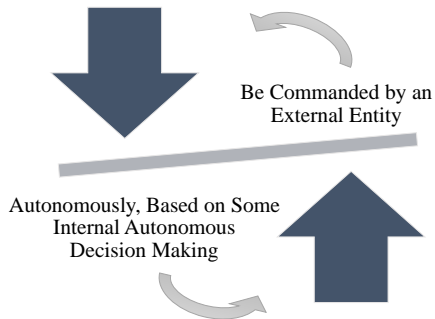 Be Commanded by an
External Entity
Autonomously, Based on Some
Internal Autonomous
Decision Making